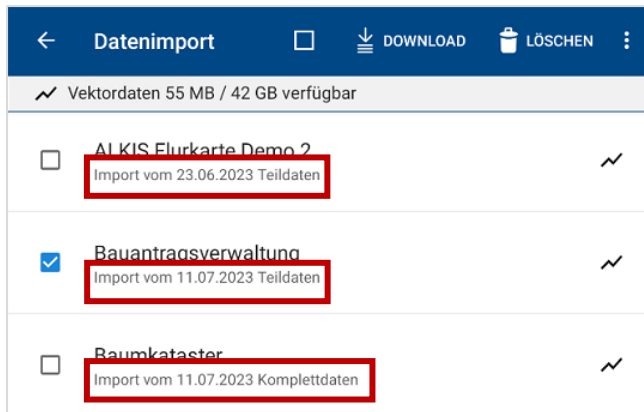 Datenimport DOWNLOAD LÖSCHEN
Vektordaten 55 MB / 42 GB verfügbar
ALKIS Flurkarte Demo 2
Import vom 23.06.2023 Teildaten
Bauantragsverwaltung
Import vom 11.07.2023 Teildaten
Baumkataster
Import vom 11.07.2023 Komplettdaten